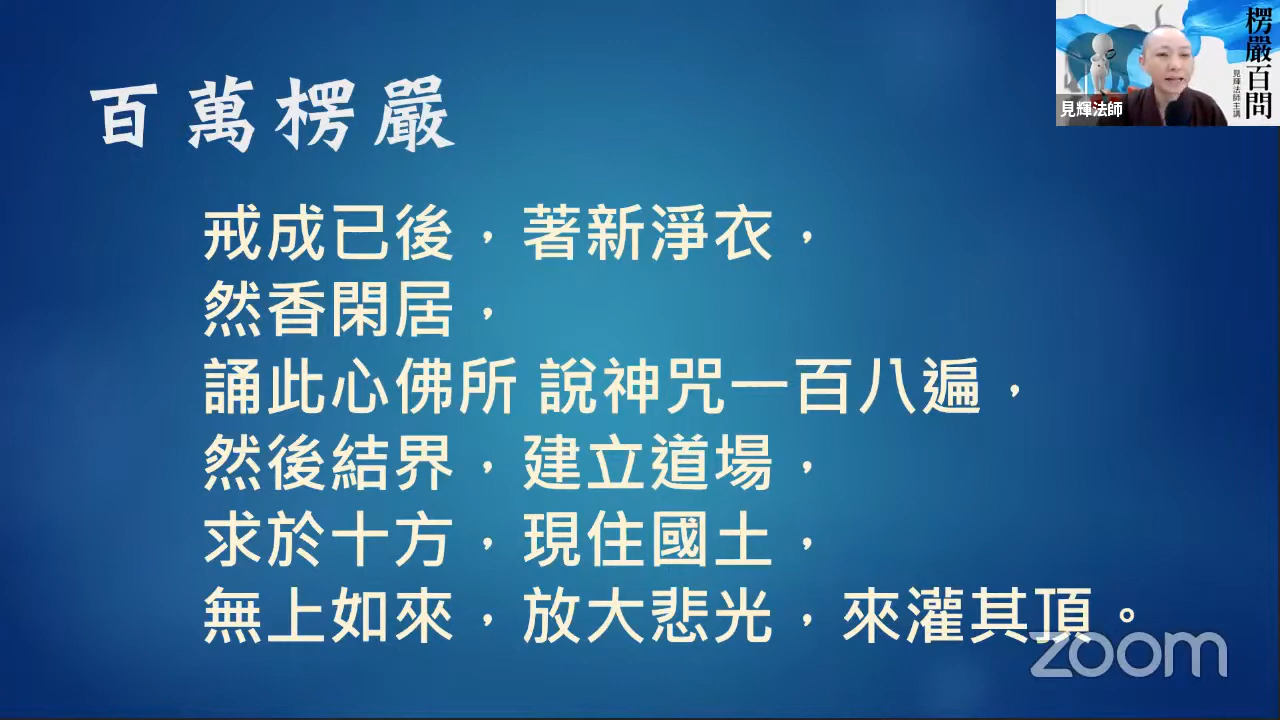 百萬楞嚴
戒成已後，著新淨衣，
然香閑居，
誦此心佛所 說神咒一百八遍，
然後結界，建立道場，
求於十方，現住國土，
無上如來，放大悲光，來灌其頂。
見輝法師
楞嚴百問
見輝法師主講
zoom